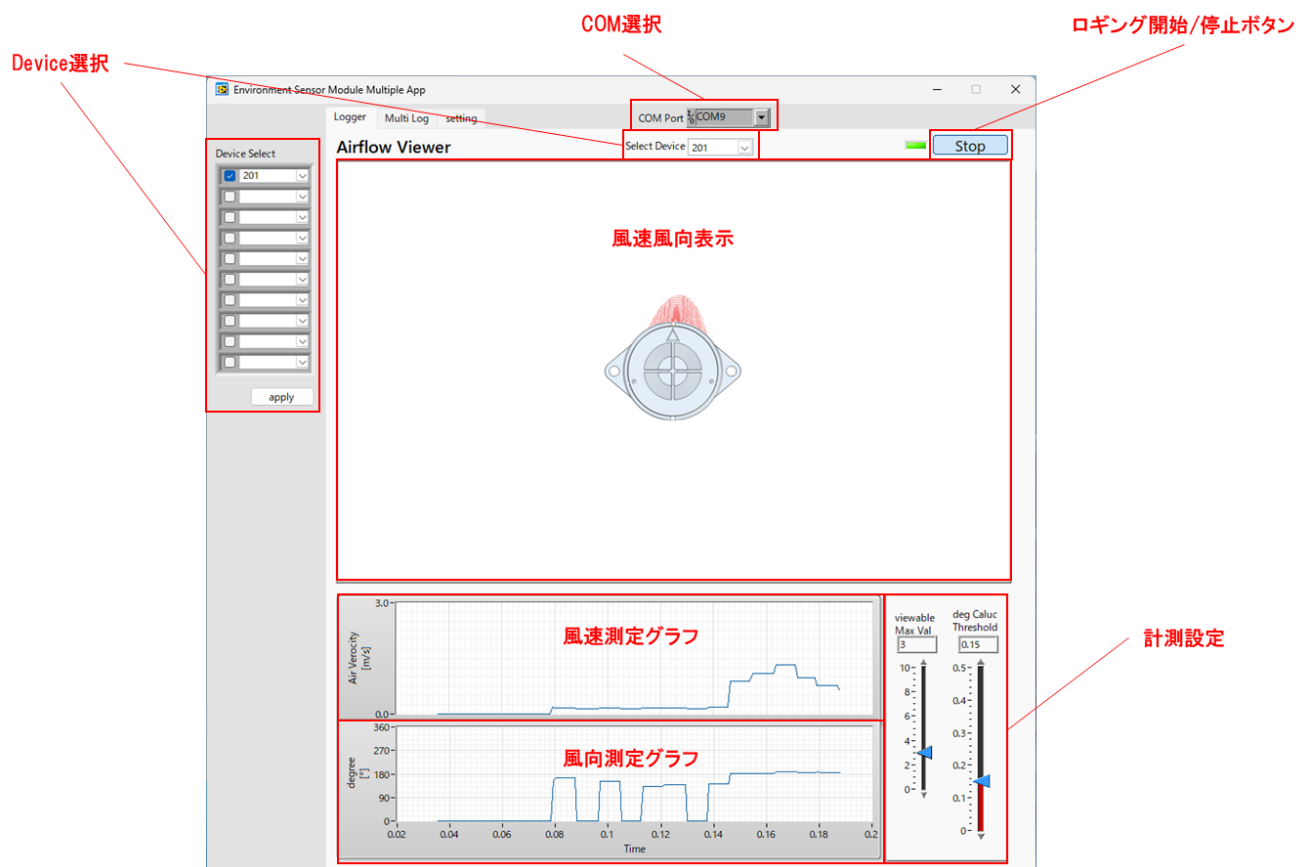 COM選択
ロギング開始/停止ボタン
Device選択
Environment Sensor Module Multiple App
Logger
Multi Log
setting
COM Port
COM9
Device Select
Airflow Viewer
Select Device
201
Stop
201
風速風向表示
apply
3.0
風速測定グラフ
Air Verocity
[m/s]
0.0
360
270
180
90
0
風向測定グラフ
degree
[°]
0.02
0.04
0.06
0.08
0.1
0.12
0.14
0.16
0.18
0.2
Time
viewable
Max Val
3
10
8
6
4
2
0
deg Caluc
Threshold
0.15
0.5
0.4
0.3
0.2
0.1
0
計測設定